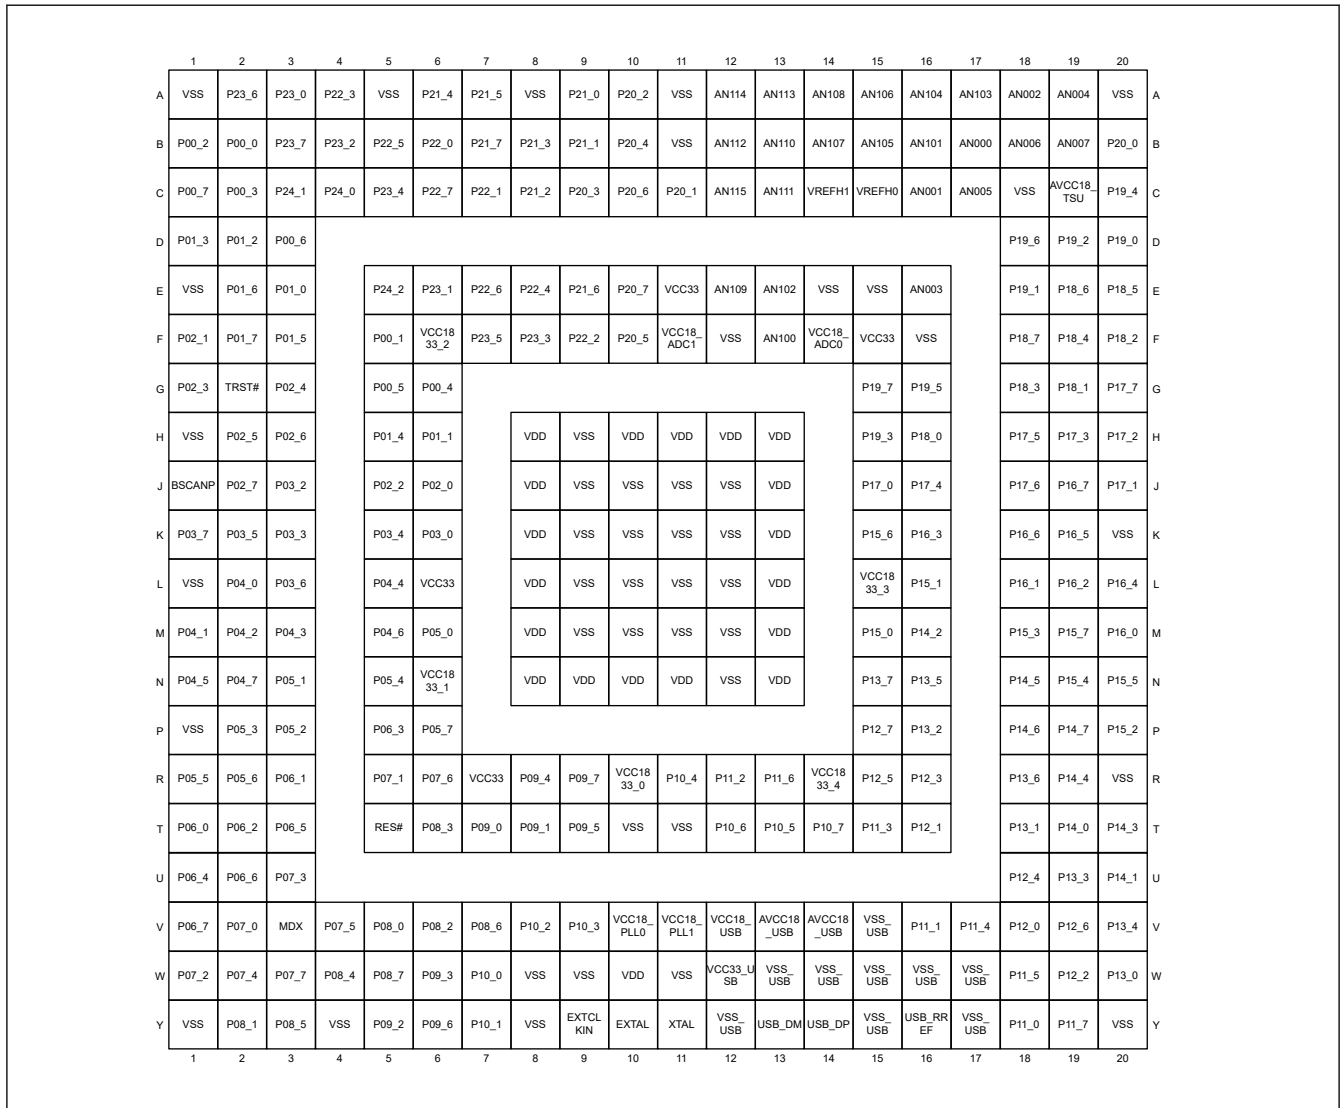 1 2 3 4 5 6 7 8 9 10 11 12 13 14 15 16 17 18 19 20
A VSS P23_6 P23_0 P22_3 VSS P21_4 P21_5 VSS P21_0 P20_2 VSS AN114 AN113 AN108 AN106 AN104 AN103 AN002 AN004 VSS A
B P00_2 P00_0 P23_7 P23_2 P22_5 P22_0 P21_7 P21_3 P21_1 P20_4 VSS AN112 AN110 AN107 AN105 AN101 AN000 AN006 AN007 P20_0 B
C P00_7 P00_3 P24_1 P24_0 P23_4 P22_7 P22_1 P21_2 P20_3 P20_6 P20_1 AN115 AN111 VREFH1 VREFH0 AN001 AN005 VSS AVCC18_TSU P19_4 C
D P01_3 P01_2 P00_6 P19_6 P19_2 P19_0 D
E VSS P01_6 P01_0 P24_2 P23_1 P22_6 P22_4 P21_6 P20_7 VCC33 AN109 AN102 VSS VSS AN003 P19_1 P18_6 P18_5 E
F P02_1 P01_7 P01_5 P00_1 VCC1833_2 P23_5 P23_3 P22_2 P20_5 VCC18_ADC1 VSS AN100 VCC18_ADC0 VCC33 VSS P18_7 P18_4 P18_2 F
G P02_3 TRST# P02_4 P00_5 P00_4 P19_7 P19_5 P18_3 P18_1 P17_7 G
H VSS P02_5 P02_6 P01_4 P01_1 VDD VSS VDD VDD VDD VDD P19_3 P18_0 P17_5 P17_3 P17_2 H
J BSCANP P02_7 P03_2 P02_2 P02_0 VDD VSS VSS VSS VSS VDD P17_0 P17_4 P17_6 P16_7 P17_1 J
K P03_7 P03_5 P03_3 P03_4 P03_0 VDD VSS VSS VSS VSS VDD P15_6 P16_3 P16_6 P16_5 VSS K
L VSS P04_0 P03_6 P04_4 VCC33 VDD VSS VSS VSS VSS VDD VCC1833_3 P15_1 P16_1 P16_2 P16_4 L
M P04_1 P04_2 P04_3 P04_6 P05_0 VDD VSS VSS VSS VSS VDD P15_0 P14_2 P15_3 P15_7 P16_0 M
N P04_5 P04_7 P05_1 P05_4 VCC1833_1 VDD VDD VDD VDD VSS VDD P13_7 P13_5 P14_5 P15_4 P15_5 N
P VSS P05_3 P05_2 P06_3 P05_7 P12_7 P13_2 P14_6 P14_7 P15_2 P
R P05_5 P05_6 P06_1 P07_1 P07_6 VCC33 P09_4 P09_7 VCC1833_0 P10_4 P11_2 P11_6 VCC1833_4 P12_5 P12_3 P13_6 P14_4 VSS R
T P06_0 P06_2 P06_5 RES# P08_3 P09_0 P09_1 P09_5 VSS VSS P10_6 P10_5 P10_7 P11_3 P12_1 P13_1 P14_0 P14_3 T
U P06_4 P06_6 P07_3 P12_4 P13_3 P14_1 U
V P06_7 P07_0 MDX P07_5 P08_0 P08_2 P08_6 P10_2 P10_3 VCC18_PLL0 VCC18_PLL1 VCC18_USB AVCC18_USB AVCC18_USB VSS_USB P11_1 P11_4 P12_0 P12_6 P13_4 V
W P07_2 P07_4 P07_7 P08_4 P08_7 P09_3 P10_0 VSS VSS VDD VSS VCC33_USB VSS_USB VSS_USB VSS_USB VSS_USB VSS_USB P11_5 P12_2 P13_0 W
Y VSS P08_1 P08_5 VSS P09_2 P09_6 P10_1 VSS EXTCLKIN EXTAL XTAL VSS_USB USB_DM USB_DP VSS_USB USB_RREF VSS_USB P11_0 P11_7 VSS Y
1 2 3 4 5 6 7 8 9 10 11 12 13 14 15 16 17 18 19 20